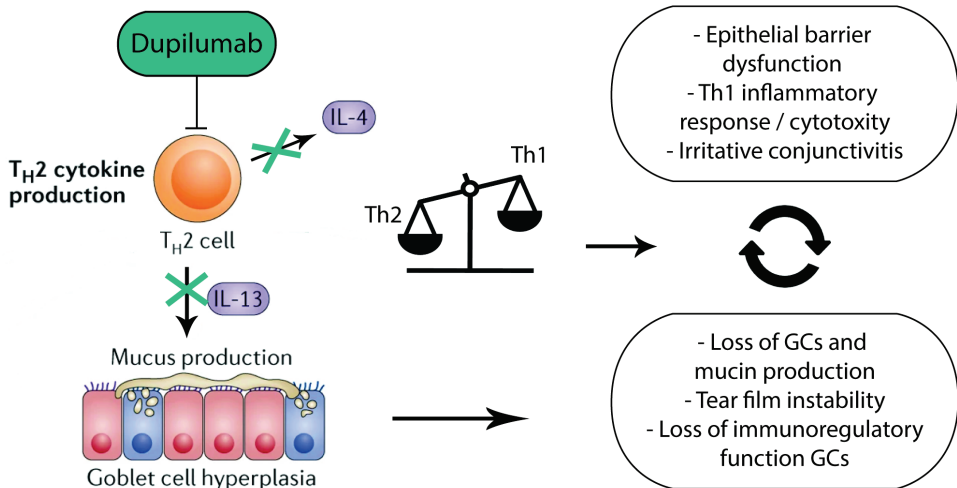 Dupilumab
IL-4
T_H2 cytokine
production
T_H2 cell
IL-13
Mucus production
Goblet cell hyperplasia
Th1
Th2
- Epithelial barrier
dysfunction
- Th1 inflammatory
response / cytotoxity
- Irritative conjunctivitis
- Loss of GCs and
mucin production
- Tear film instability
- Loss of immunoregulatory
function GCs